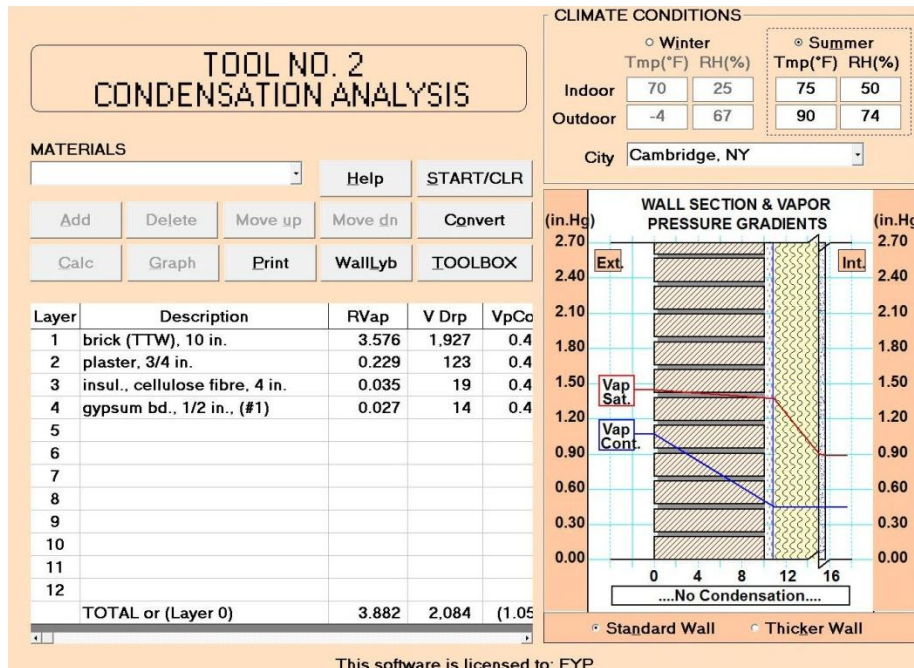 TOOL NO. 2
CONDENSATION ANALYSIS
CLIMATE CONDITIONS
Winter Summer
Tmp(°F) RH(%) Tmp(°F) RH(%)
Indoor 70 25 75 50
Outdoor -4 67 90 74
City Cambridge, NY
MATERIALS
Help START/CLR
Add Delete Move up Move dn Convert
Calc Graph Print WallLyb TOOLBOX
Layer Description RVap V Drp VpCo
1 brick (TTW), 10 in. 3.576 1,927 0.4
2 plaster, 3/4 in. 0.229 123 0.4
3 insul., cellulose fibre, 4 in. 0.035 19 0.4
4 gypsum bd., 1/2 in., (#1) 0.027 14 0.4
5
6
7
8
9
10
11
12
TOTAL or (Layer 0) 3.882 2,084 (1.05
WALL SECTION & VAPOR
PRESSURE GRADIENTS
(in.Hg) (in.Hg
2.70 2.70
Ext. Int.
2.40 2.40
2.10 2.10
1.80 1.80
1.50 1.50
Vap
Sat.
1.20 1.20
Vap
Cont.
0.90 0.90
0.60 0.60
0.30 0.30
0.00 0.00
0 4 8 12 16
....No Condensation....
Standard Wall Thicker Wall
This software is licensed to: FYP